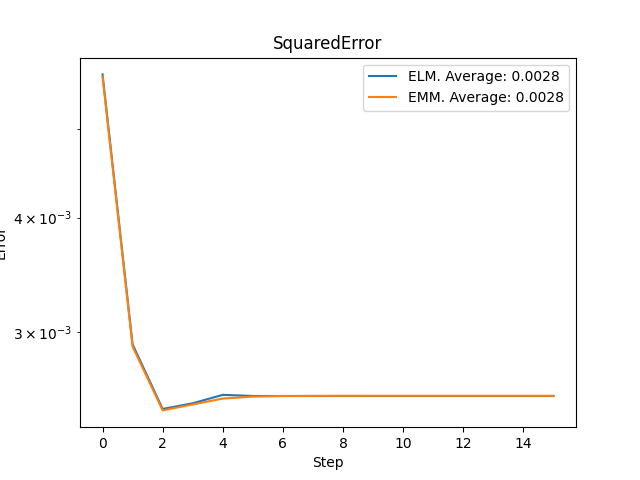 SquaredError
ELM. Average: 0.0028
EMM. Average: 0.0028
4 × 10⁻³
3 × 10⁻³
Error
0 2 4 6 8 10 12 14
Step